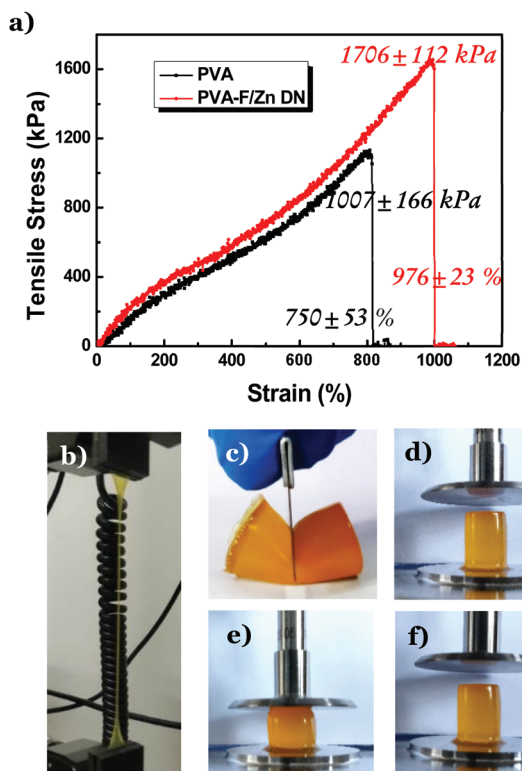 a)
1600
1200
800
400
0
Tensile Stress (kPa)
PVA
PVA-F/Zn DN
1706±112 kPa
1007±166 kPa
976±23 %
750±53 %
0 200 400 600 800 1000 1200
Strain (%)
b)
c)
d)
e)
f)